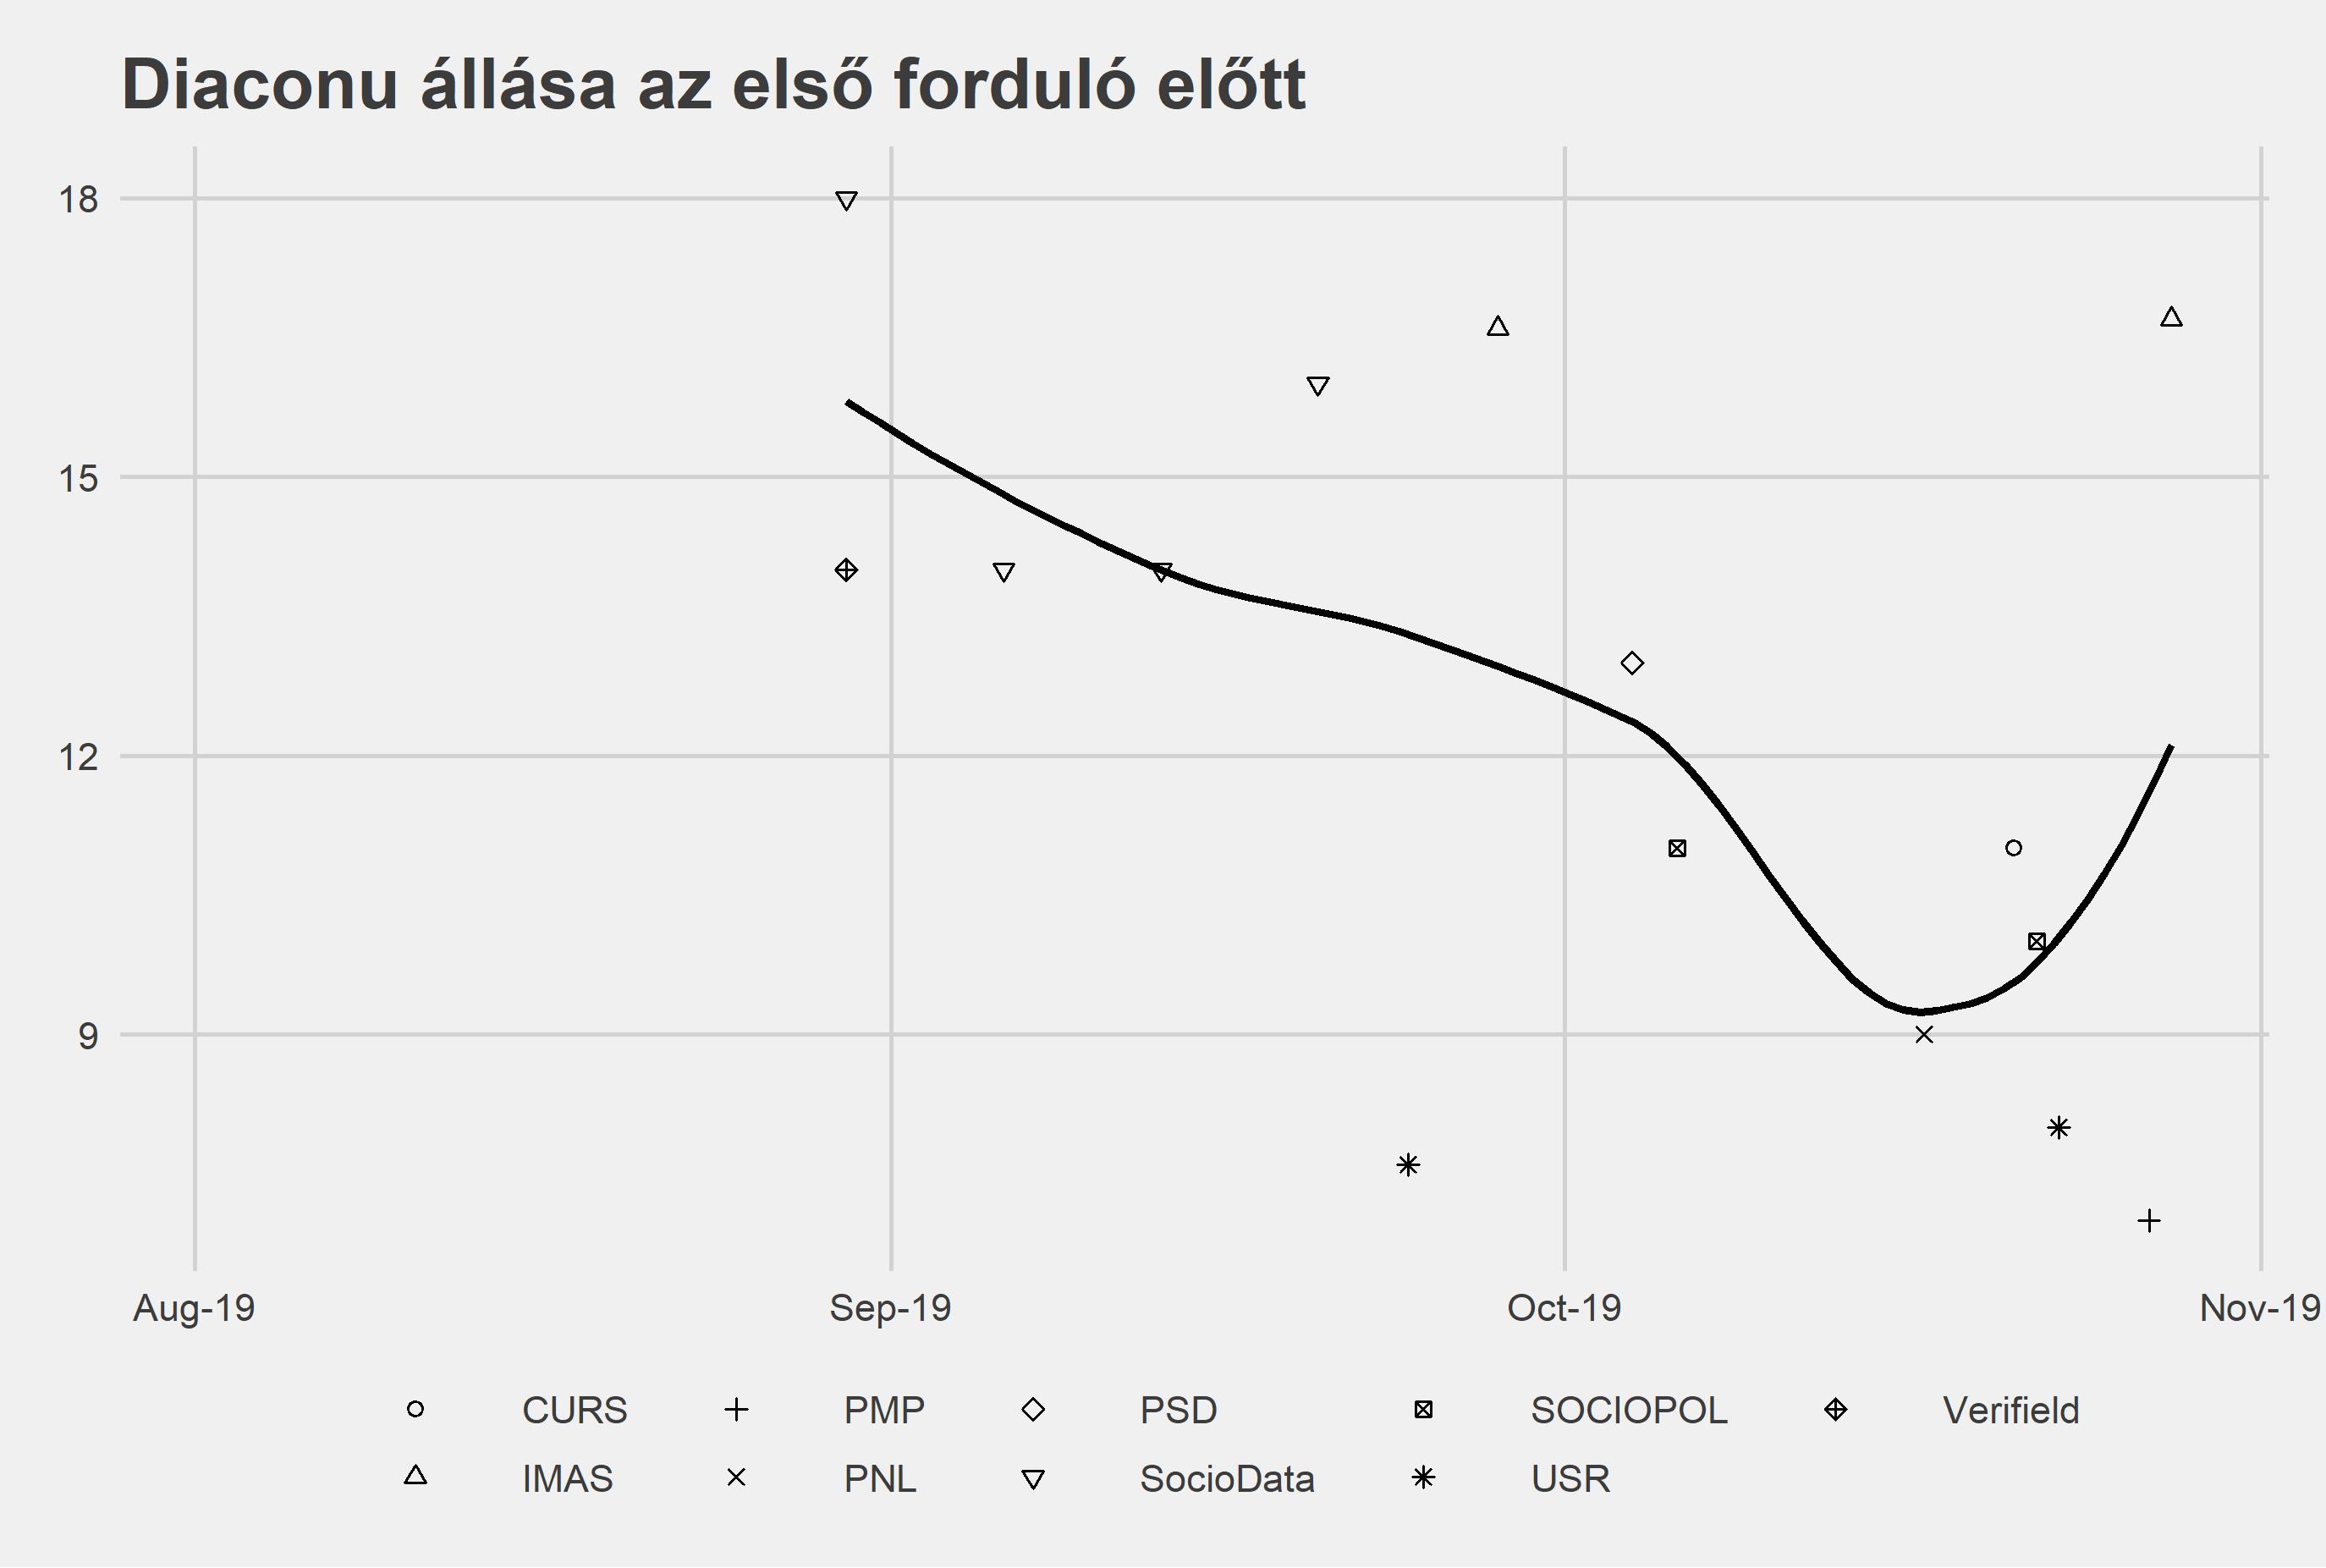 Diaconu állása az első forduló előtt
18
15
12
9
Aug-19 Sep-19 Oct-19 Nov-19
CURS PMP PSD SOCIOPOL Verifield
IMAS PNL SocioData USR